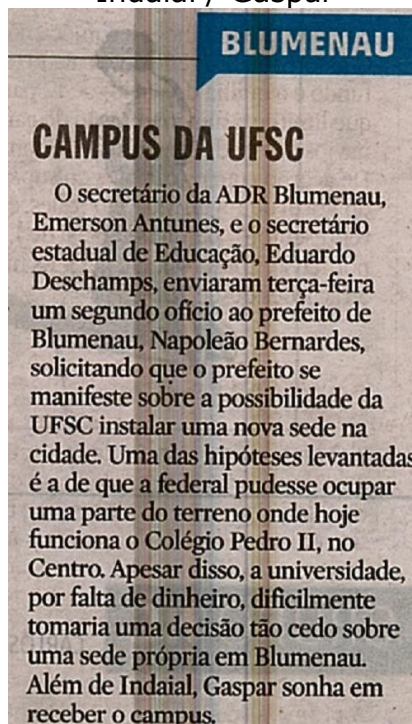 Indaial / Gaspar
BLUMENAU
CAMPUS DA UFSC
O secretário da ADR Blumenau,
Emerson Antunes, e o secretário
estadual de Educação, Eduardo
Deschamps, enviaram terça-feira
um segundo ofício ao prefeito de
Blumenau, Napoleão Bernardes,
solicitando que o prefeito se
manifeste sobre a possibilidade da
UFSC instalar uma nova sede na
cidade. Uma das hipóteses levantadas
é a de que a federal pudesse ocupar
uma parte do terreno onde hoje
funciona o Colégio Pedro II, no
Centro. Apesar disso, a universidade,
por falta de dinheiro, dificilmente
tomaria uma decisão tão cedo sobre
uma sede própria em Blumenau.
Além de Indaial, Gaspar sonha em
receber o campus.